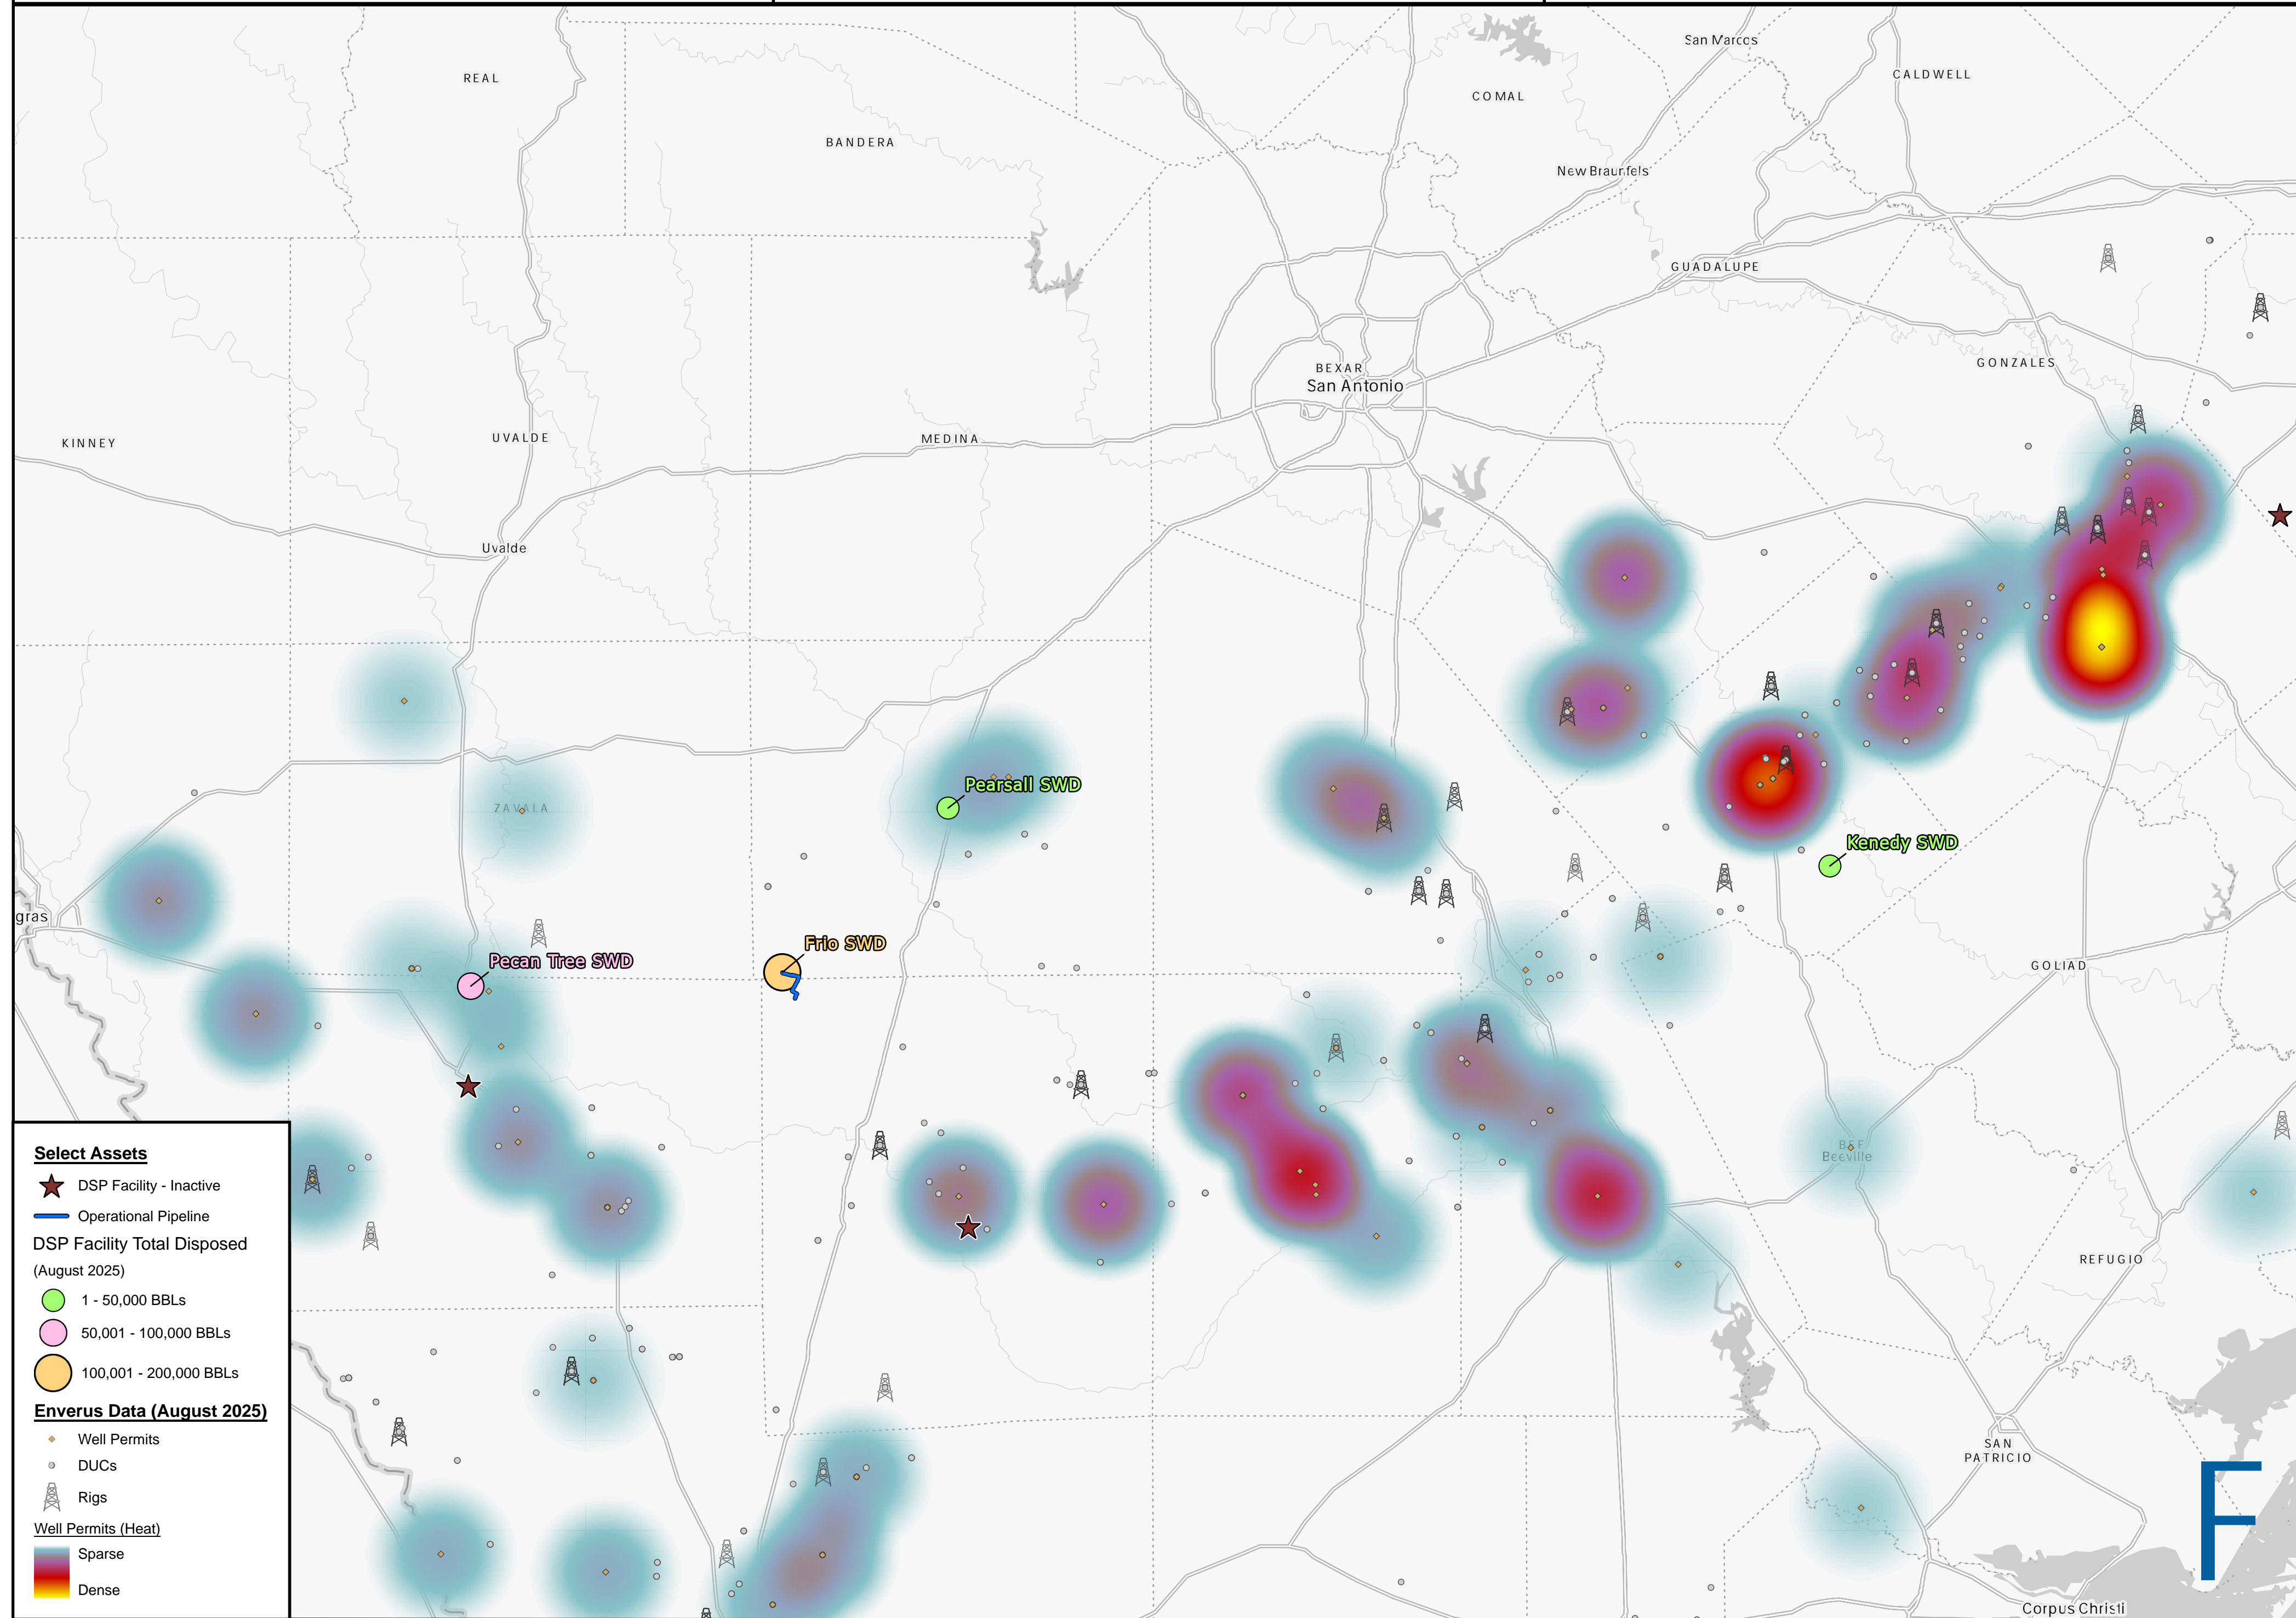 San Marcos
CALDWELL
REAL
COMAL
BANDERA
New Braunfels
GUADALUPE
GONZALES
BEXAR
San Antonio
KINNEY
UVALDE
MEDINA
Uvalde
Pearsall SWD
ZAVALA
Kenedy SWD
gras
Frio SWD
Pecan Tree SWD
GOLIAD
BEE
Beeville
REFUGIO
SAN
PATRICIO
F
Corpus Christi
Select Assets
DSP Facility - Inactive
Operational Pipeline
DSP Facility Total Disposed
(August 2025)
1 - 50,000 BBLs
50,001 - 100,000 BBLs
100,001 - 200,000 BBLs
Enverus Data (August 2025)
Well Permits
DUCs
Rigs
Well Permits (Heat)
Sparse
Dense